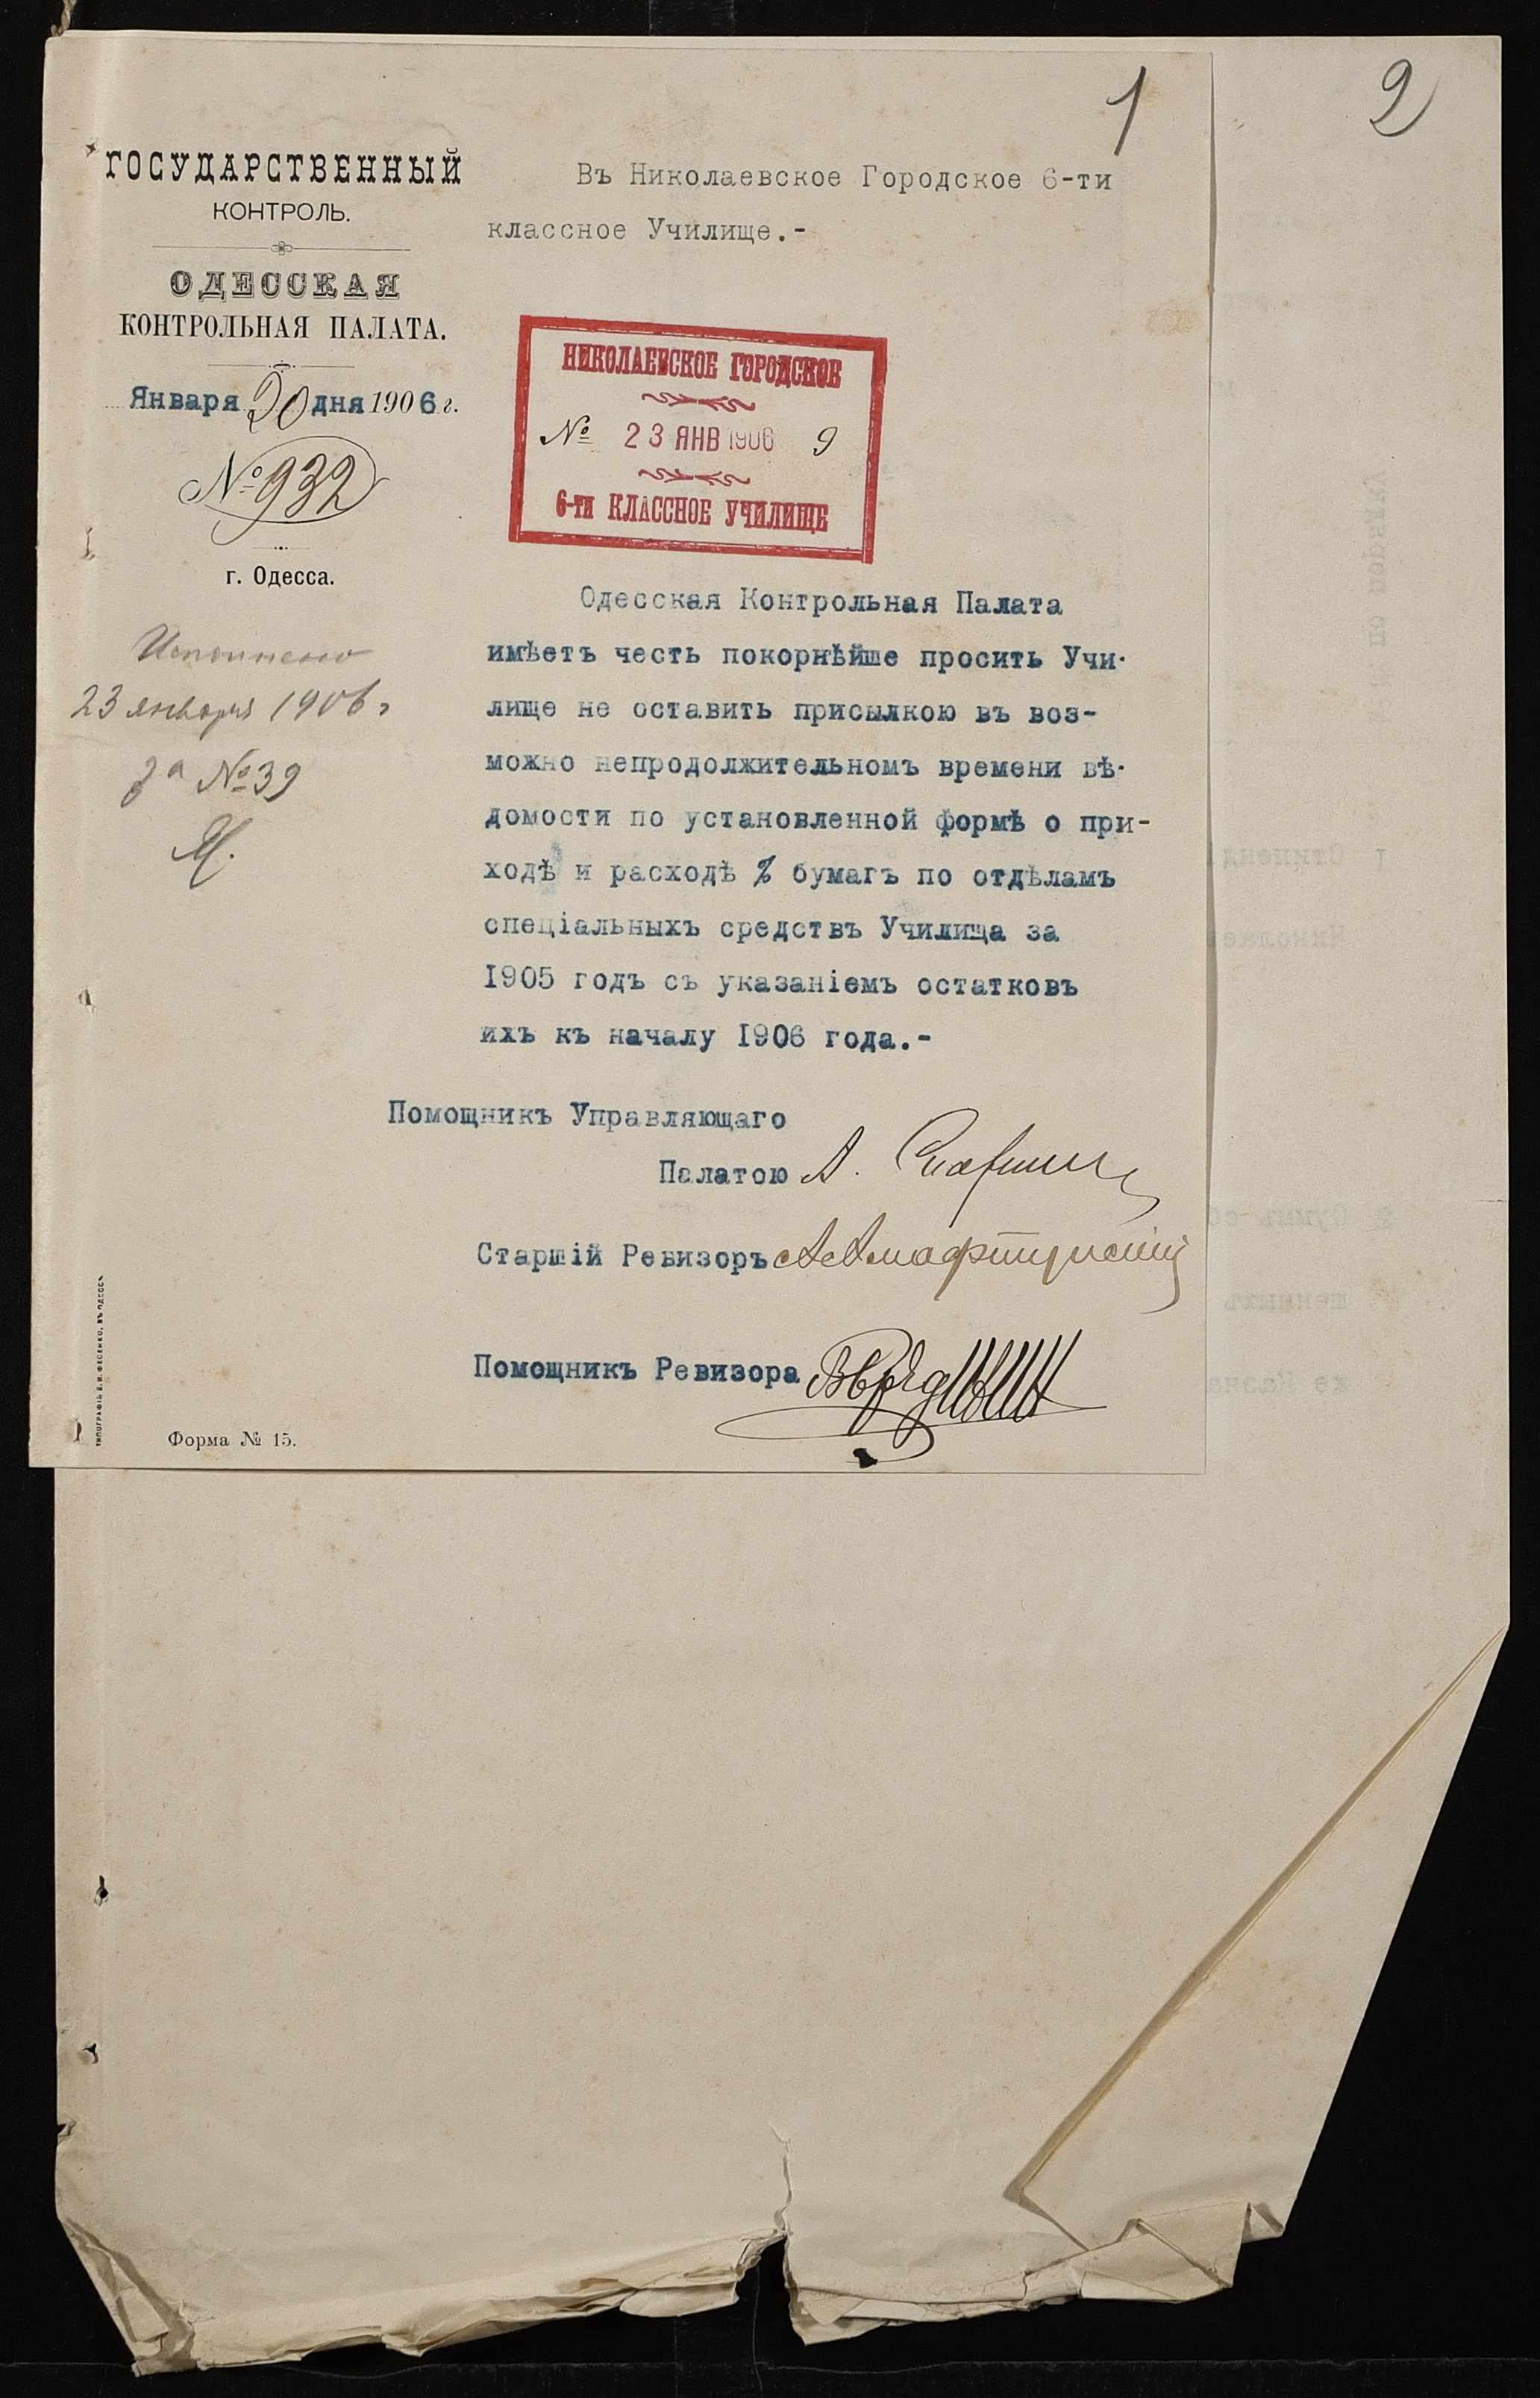 1
2
ГОСУДАРСТВЕННЫЙ
КОНТРОЛЬ.
ОДЕССКАЯ
КОНТРОЛЬНАЯ ПАЛАТА.
Января 20 дня 1906 г.
№ 932
г. Одесса.
Исполнено
23 января 1906 г
за № 39
Въ Николаевское Городское 6-ти
классное Училище.-
НИКОЛАЕВСКОЕ ГОРОДСКОЕ
№ 23 ЯНВ 1906 9
6-ти КЛАССНОЕ УЧИЛИЩЕ
Одесская Контрольная Палата
имѣетъ честь покорнѣйше просить Учи-
лище не оставить присылкою въ воз-
можно непродолжительномъ времени вѣ-
домости по установленной формѣ о при-
ходѣ и расходѣ % бумагъ по отдѣламъ
спеціальныхъ средствъ Училища за
1905 годъ съ указаніемъ остатковъ
ихъ къ началу 1906 года.-
Помощникъ Управляющаго
Палатою А.
Старшій Ревизоръ
Помощникъ Ревизора
Форма № 15.
ТИПОГРАФІЯ Е. И. ФЕСЕНКО, ВЪ ОДЕССѢ